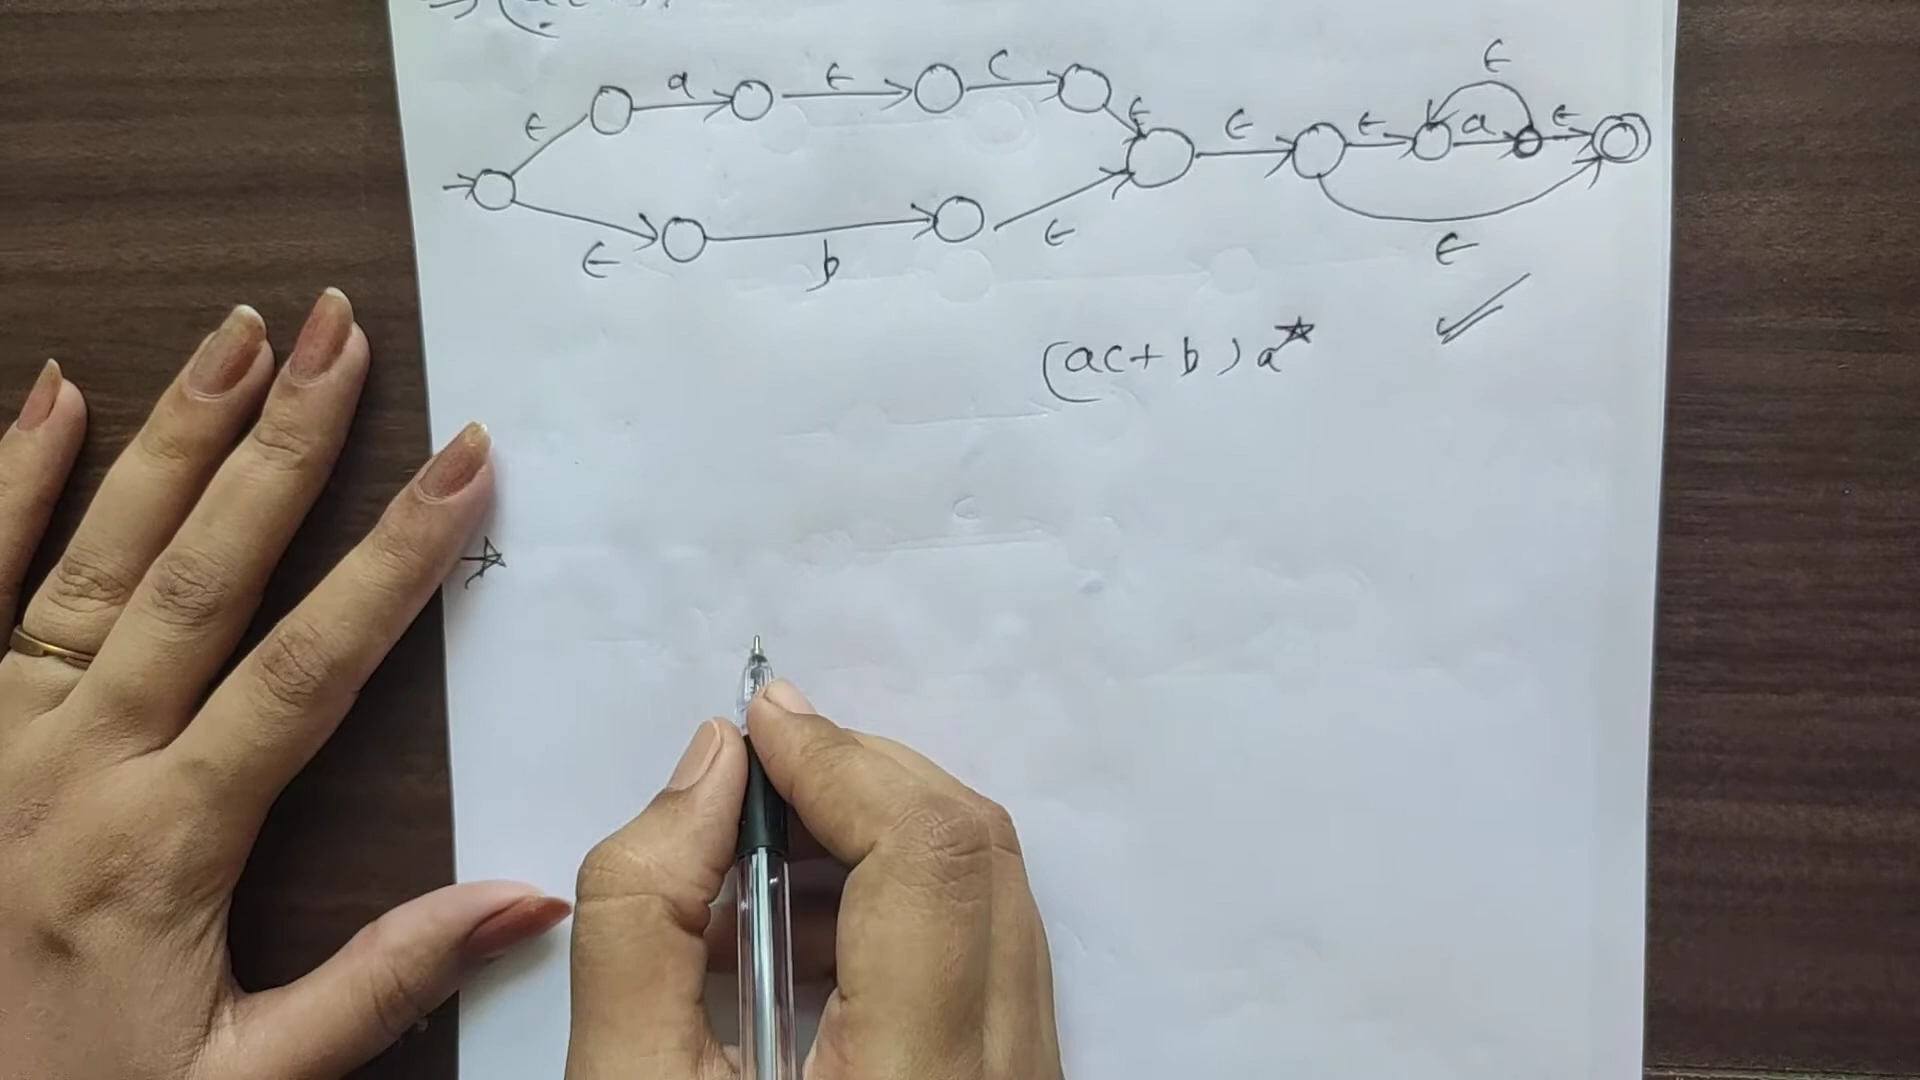 a ε c ε ε ε ε
ε ε a ε
ε b ε ε
(ac+b)a*
*